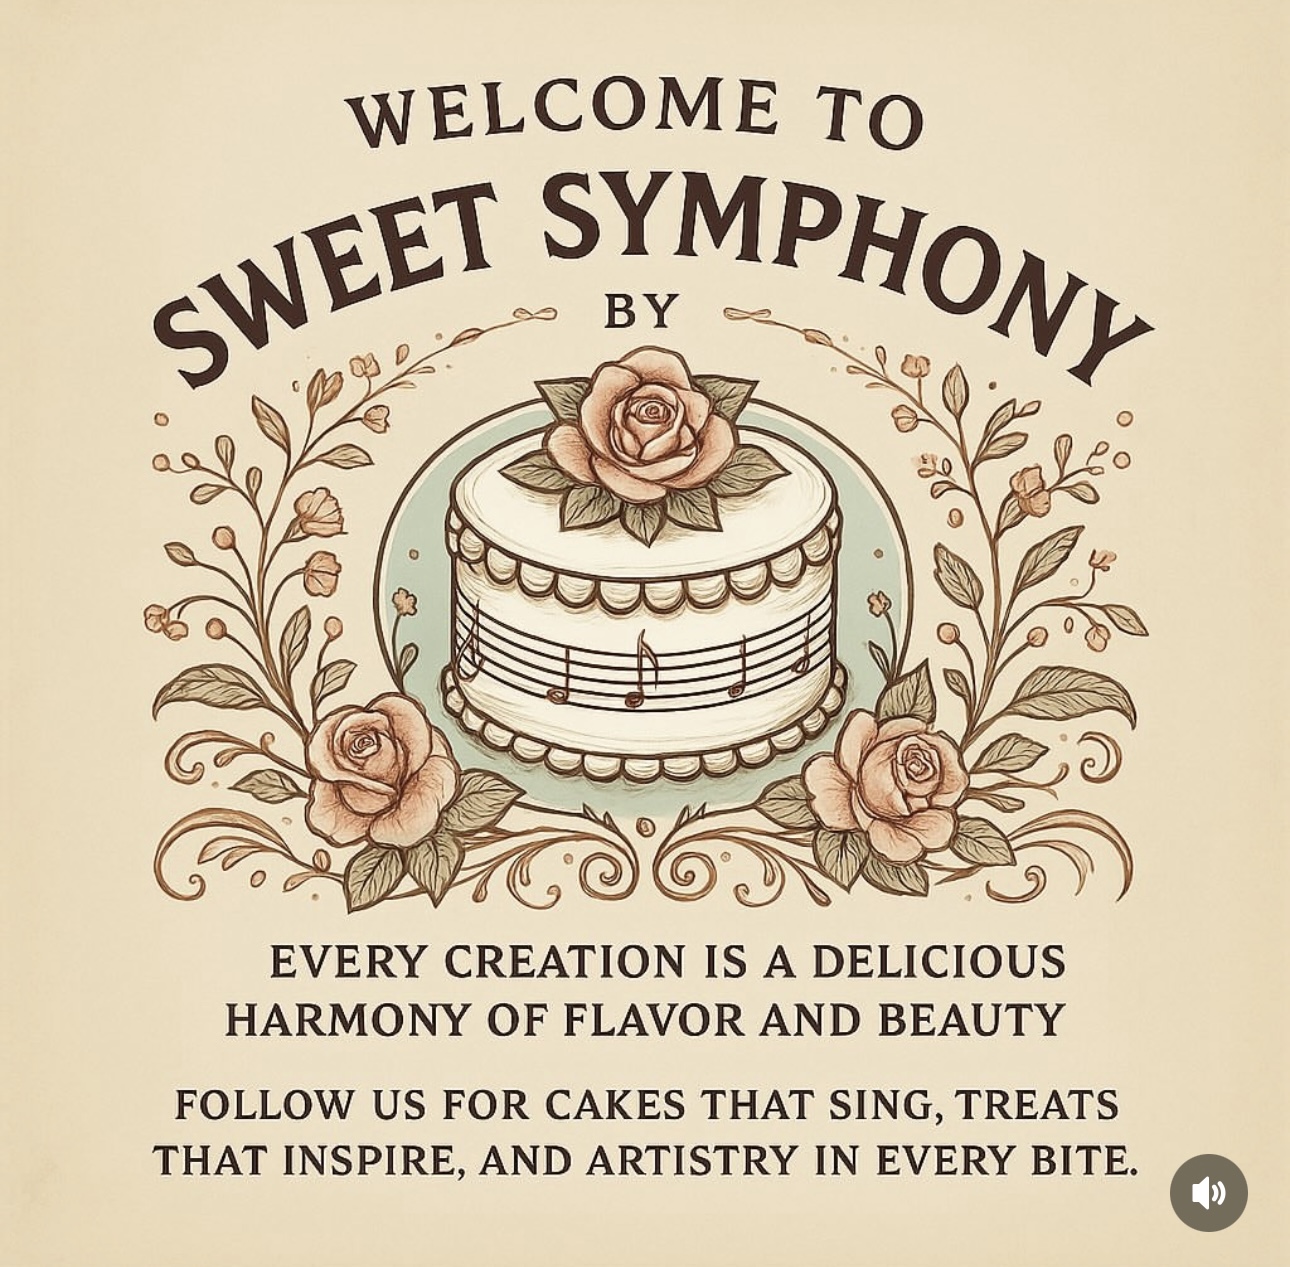 WELCOME TO
SWEET SYMPHONY
BY
EVERY CREATION IS A DELICIOUS
HARMONY OF FLAVOR AND BEAUTY
FOLLOW US FOR CAKES THAT SING, TREATS
THAT INSPIRE, AND ARTISTRY IN EVERY BITE.